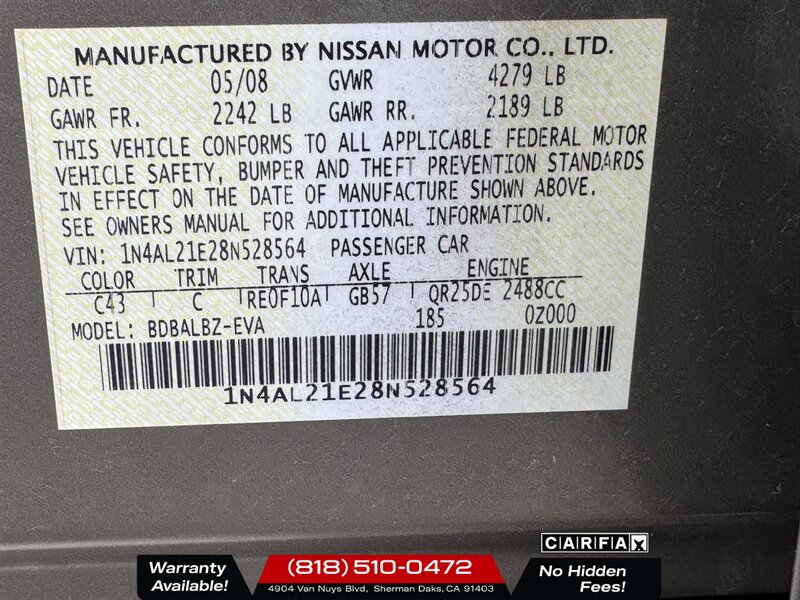 MANUFACTURED BY NISSAN MOTOR CO., LTD.
DATE 05/08 GVWR 4279 LB
GAWR FR. 2242 LB GAWR RR. 2189 LB
THIS VEHICLE CONFORMS TO ALL APPLICABLE FEDERAL MOTOR
VEHICLE SAFETY, BUMPER AND THEFT PREVENTION STANDARDS
IN EFFECT ON THE DATE OF MANUFACTURE SHOWN ABOVE.
SEE OWNERS MANUAL FOR ADDITIONAL INFORMATION.
VIN: 1N4AL21E28N528564 PASSENGER CAR
COLOR TRIM TRANS AXLE ENGINE
C43 C RE0F10A GB57 QR25DE 2488CC
MODEL: BDBALBZ-EVA 185 0Z000
1N4AL21E28N528564
CARFAX
Warranty Available!
(818) 510-0472
4904 Van Nuys Blvd, Sherman Oaks, CA 91403
No Hidden Fees!